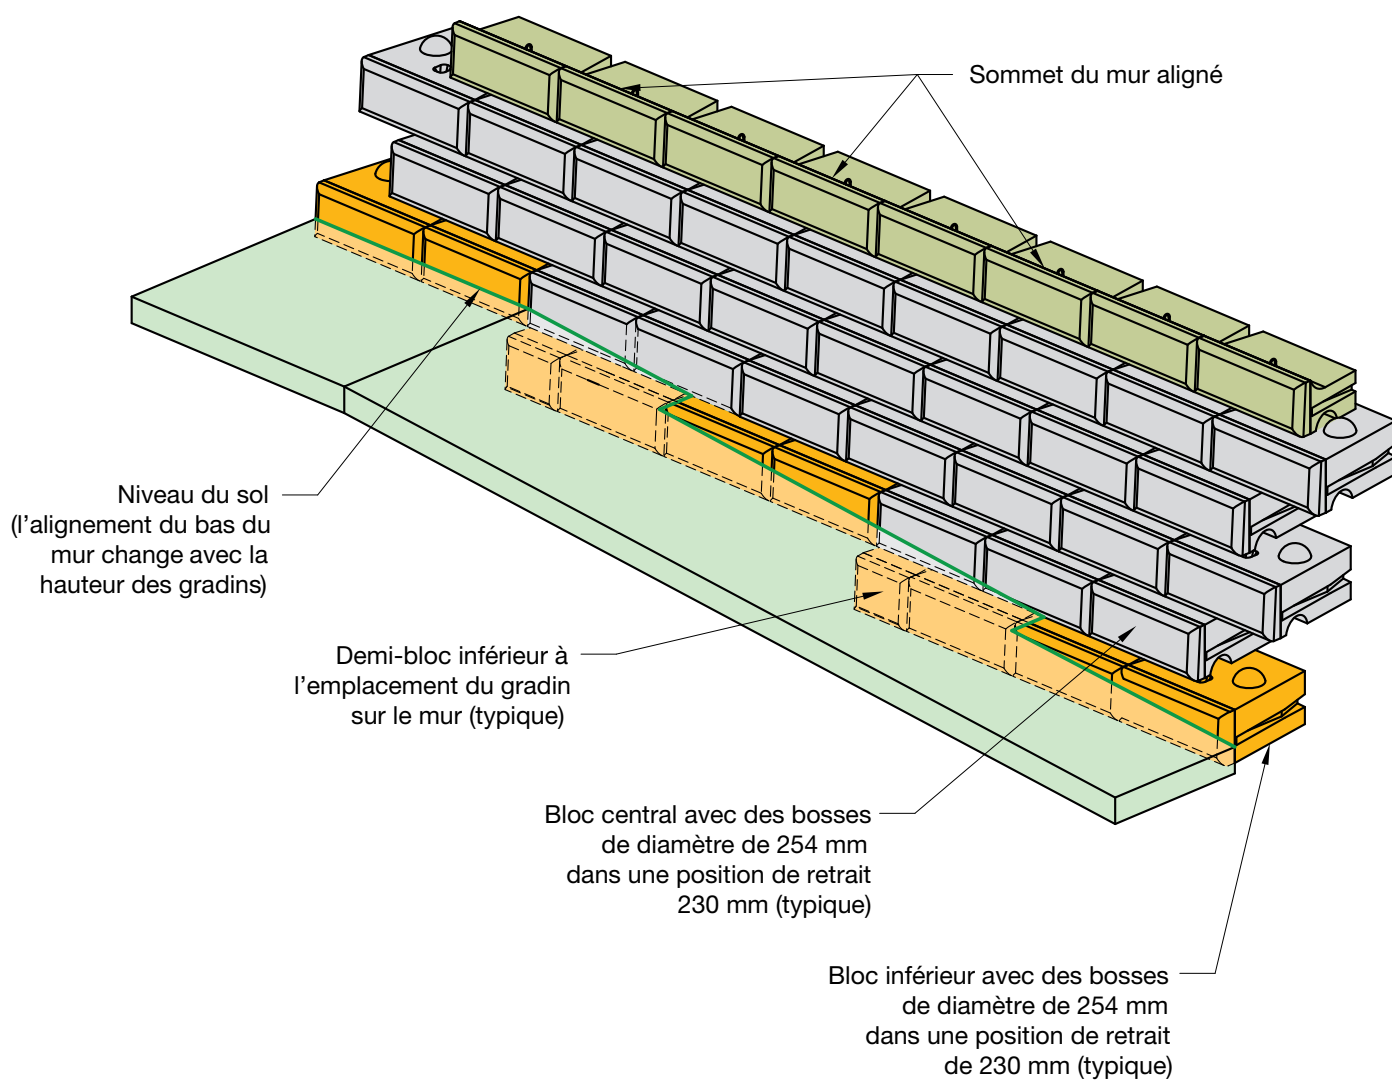 Sommet du mur aligné
Niveau du sol
(l’alignement du bas du
mur change avec la
hauteur des gradins)
Demi-bloc inférieur à
l’emplacement du gradin
sur le mur (typique)
Bloc central avec des bosses
de diamètre de 254 mm
dans une position de retrait
230 mm (typique)
Bloc inférieur avec des bosses
de diamètre de 254 mm
dans une position de retrait
de 230 mm (typique)